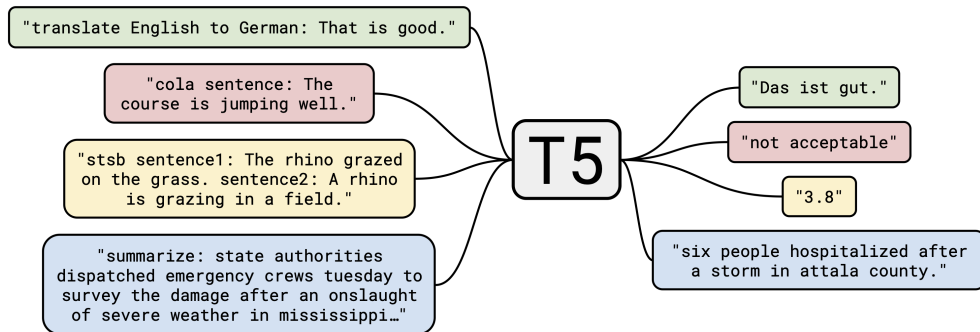 "translate English to German: That is good."
"cola sentence: The
course is jumping well."
"stsb sentence1: The rhino grazed
on the grass. sentence2: A rhino
is grazing in a field."
"summarize: state authorities
dispatched emergency crews tuesday to
survey the damage after an onslaught
of severe weather in mississippi…"
T5
"Das ist gut."
"not acceptable"
"3.8"
"six people hospitalized after
a storm in attala county."